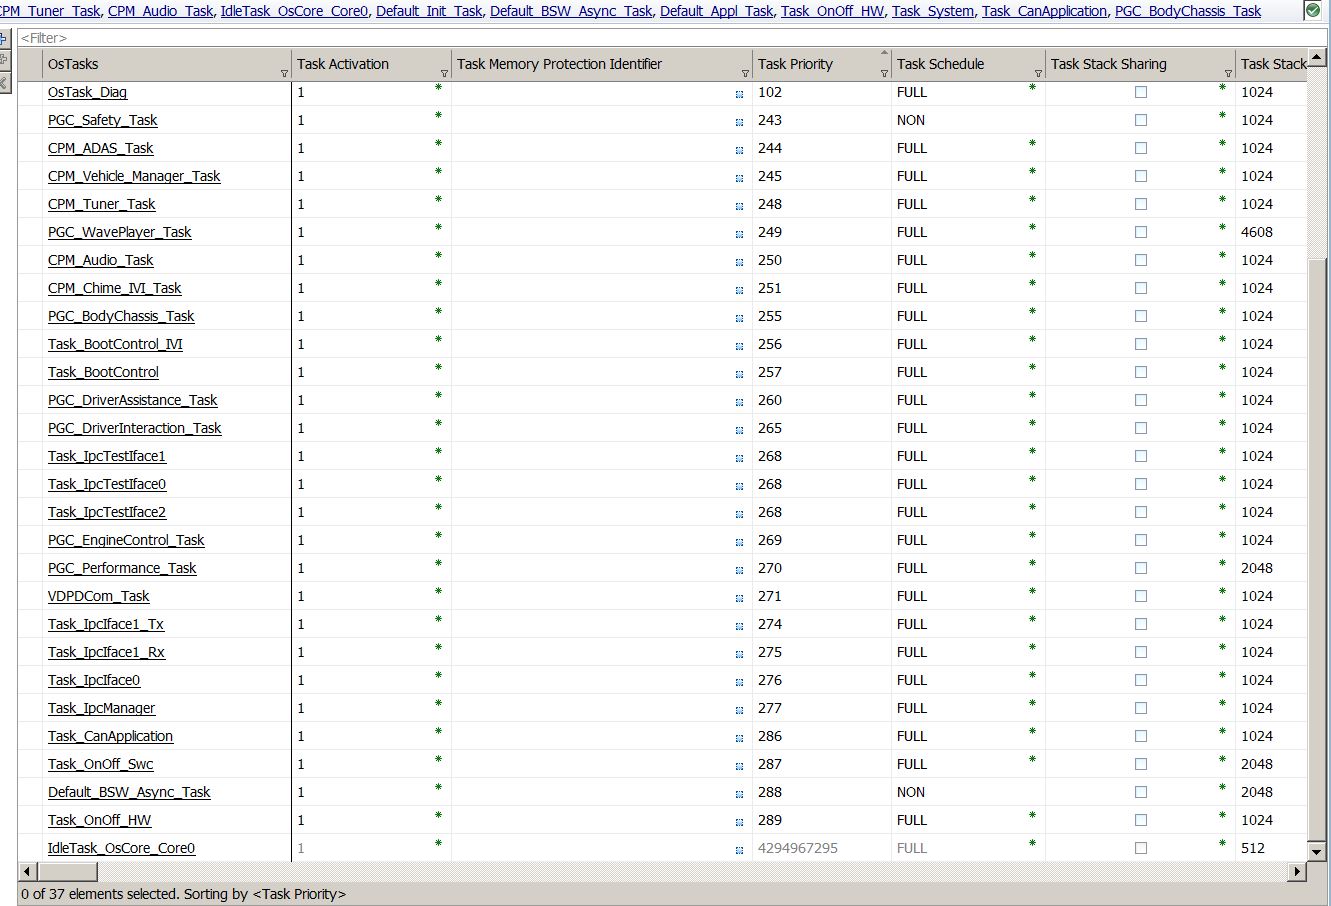 CPM_Tuner_Task, CPM_Audio_Task, IdleTask_OsCore_Core0, Default_Init_Task, Default_BSW_Async_Task, Default_Appl_Task, Task_OnOff_HW, Task_System, Task_CanApplication, PGC_BodyChassis_Task
<Filter>
OsTasks Task Activation Task Memory Protection Identifier Task Priority Task Schedule Task Stack Sharing Task Stack
OsTask_Diag 1 * 102 FULL * * 1024
PGC_Safety_Task 1 * 243 NON * 1024
CPM_ADAS_Task 1 * 244 FULL * * 1024
CPM_Vehicle_Manager_Task 1 * 245 FULL * * 1024
CPM_Tuner_Task 1 * 248 FULL * * 1024
PGC_WavePlayer_Task 1 * 249 FULL * * 4608
CPM_Audio_Task 1 * 250 FULL * * 1024
CPM_Chime_IVI_Task 1 * 251 FULL * * 1024
PGC_BodyChassis_Task 1 * 255 FULL * * 1024
Task_BootControl_IVI 1 * 256 FULL * * 1024
Task_BootControl 1 * 257 FULL * * 1024
PGC_DriverAssistance_Task 1 * 260 FULL * * 1024
PGC_DriverInteraction_Task 1 * 265 FULL * * 1024
Task_IpcTestIface1 1 * 268 FULL * * 1024
Task_IpcTestIface0 1 * 268 FULL * * 1024
Task_IpcTestIface2 1 * 268 FULL * * 1024
PGC_EngineControl_Task 1 * 269 FULL * * 1024
PGC_Performance_Task 1 * 270 FULL * * 2048
VDPDCom_Task 1 * 271 FULL * * 1024
Task_IpcIface1_Tx 1 * 274 FULL * * 1024
Task_IpcIface1_Rx 1 * 275 FULL * * 1024
Task_IpcIface0 1 * 276 FULL * * 1024
Task_IpcManager 1 * 277 FULL * * 1024
Task_CanApplication 1 * 286 FULL * * 1024
Task_OnOff_Swc 1 * 287 FULL * * 2048
Default_BSW_Async_Task 1 * 288 NON * 2048
Task_OnOff_HW 1 * 289 FULL * * 1024
IdleTask_OsCore_Core0 1 * 4294967295 FULL * * 512
0 of 37 elements selected. Sorting by <Task Priority>